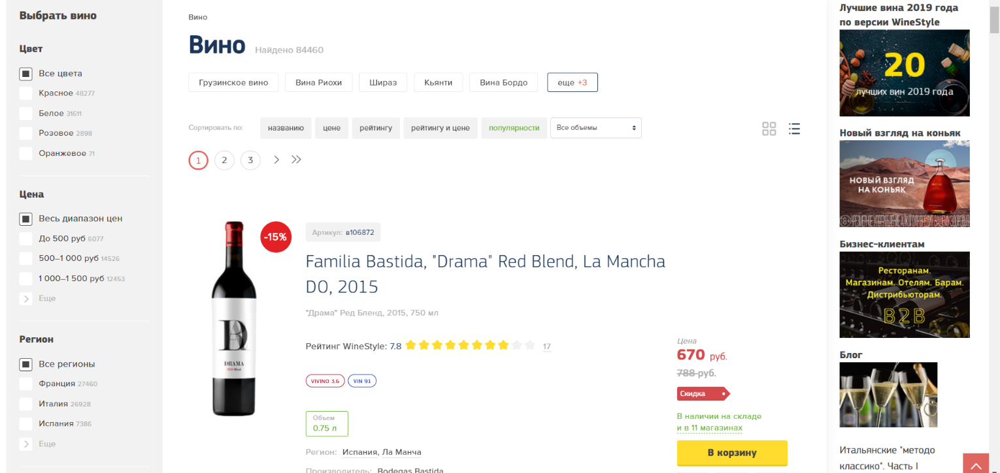 Выбрать вино
Цвет
Все цвета
Красное 48277
Белое 31611
Розовое 2898
Оранжевое 71
Цена
Весь диапазон цен
До 500 руб 6077
500–1 000 руб 14526
1 000–1 500 руб 12453
Еще
Регион
Все регионы
Франция 27460
Италия 26928
Испания 7386
Еще
Вино
Вино Найдено 84460
Грузинское вино Вина Риохи Шираз Кьянти Вина Бордо еще +3
Сортировать по: названию цене рейтингу рейтингу и цене популярности Все объемы
1 2 3
-15%
DRAMA
Артикул: в106872
Familia Bastida, "Drama" Red Blend, La Mancha
DO, 2015
"Драма" Ред Бленд, 2015, 750 мл
Рейтинг WineStyle: 7.8 17
VIVINO 3.6 VIN 91
Объем
0.75 л
Регион: Испания, Ла Манча
Производитель: Bodegas Bastida
Цена
670 руб.
788 руб.
Скидка
В наличии на складе
и в 11 магазинах
В корзину
Лучшие вина 2019 года
по версии WineStyle
20
лучших вин 2019 года
Новый взгляд на коньяк
НОВЫЙ ВЗГЛЯД
НА КОНЬЯК
Бизнес-клиентам
Ресторанам.
Магазинам. Отелям. Барам.
Дистрибьюторам.
B2B
Блог
Итальянские "методо
классико". Часть I